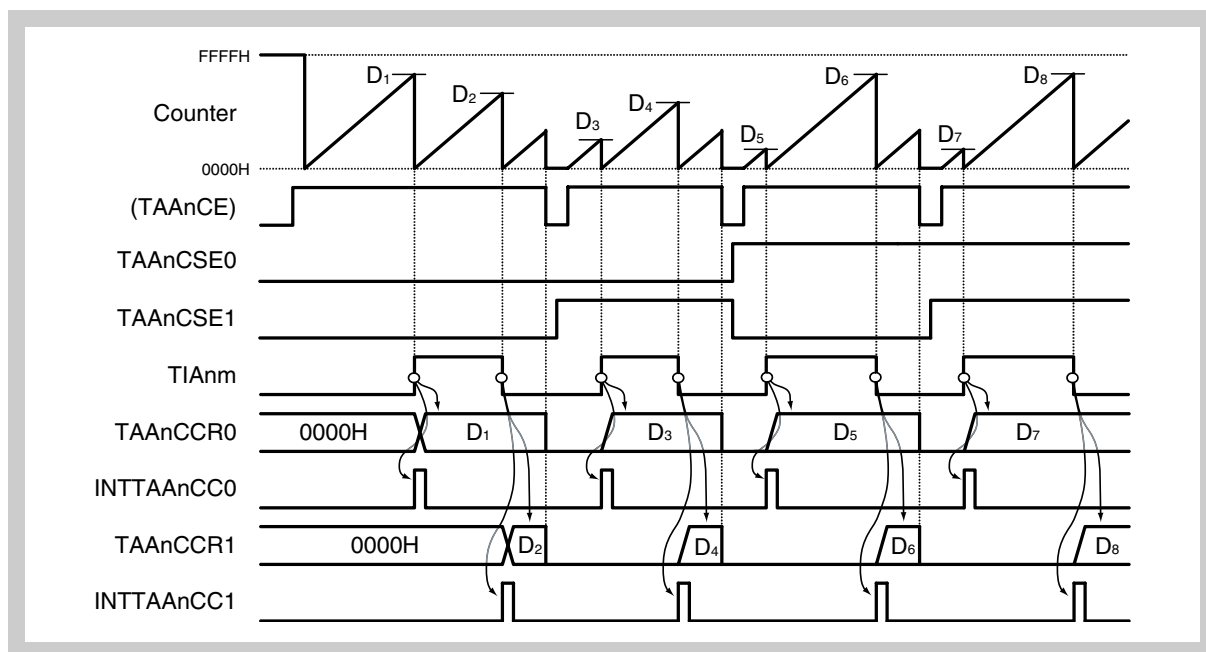 FFFFH
D1
D2
D3
D4
D5
D6
D7
D8
Counter
0000H
(TAAnCE)
TAAnCSE0
TAAnCSE1
TIAnm
TAAnCCR0
0000H
D1
D3
D5
D7
INTTAAnCC0
TAAnCCR1
0000H
D2
D4
D6
D8
INTTAAnCC1